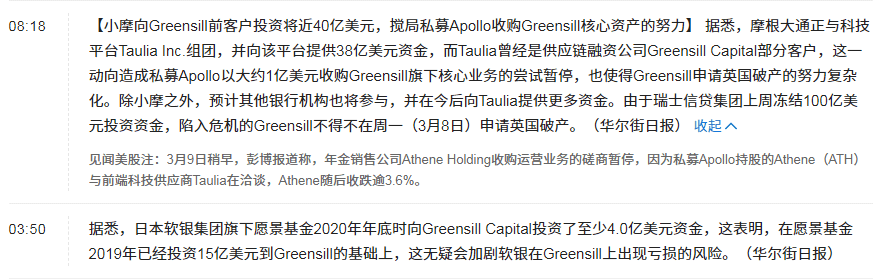 08:18
【小摩向Greensill前客户投资将近40亿美元，搅局私募Apollo收购Greensill核心资产的努力】 据悉，摩根大通正与科技
平台Taulia Inc.组团，并向该平台提供38亿美元资金，而Taulia曾经是供应链融资公司Greensill Capital部分客户，这一
动向造成私募Apollo以大约1亿美元收购Greensill旗下核心业务的尝试暂停，也使得Greensill申请英国破产的努力复杂
化。除小摩之外，预计其他银行机构也将参与，并在今后向Taulia提供更多资金。由于瑞士信贷集团上周冻结100亿美
元投资资金，陷入危机的Greensill不得不在周一（3月8日）申请英国破产。（华尔街日报） 收起
见闻美股注：3月9日稍早，彭博报道称，年金销售公司Athene Holding收购运营业务的磋商暂停，因为私募Apollo持股的Athene（ATH）
与前端科技供应商Taulia在洽谈，Athene随后收跌逾3.6%。
03:50
据悉，日本软银集团旗下愿景基金2020年年底时向Greensill Capital投资了至少4.0亿美元资金，这表明，在愿景基金
2019年已经投资15亿美元到Greensill的基础上，这无疑会加剧软银在Greensill上出现亏损的风险。（华尔街日报）